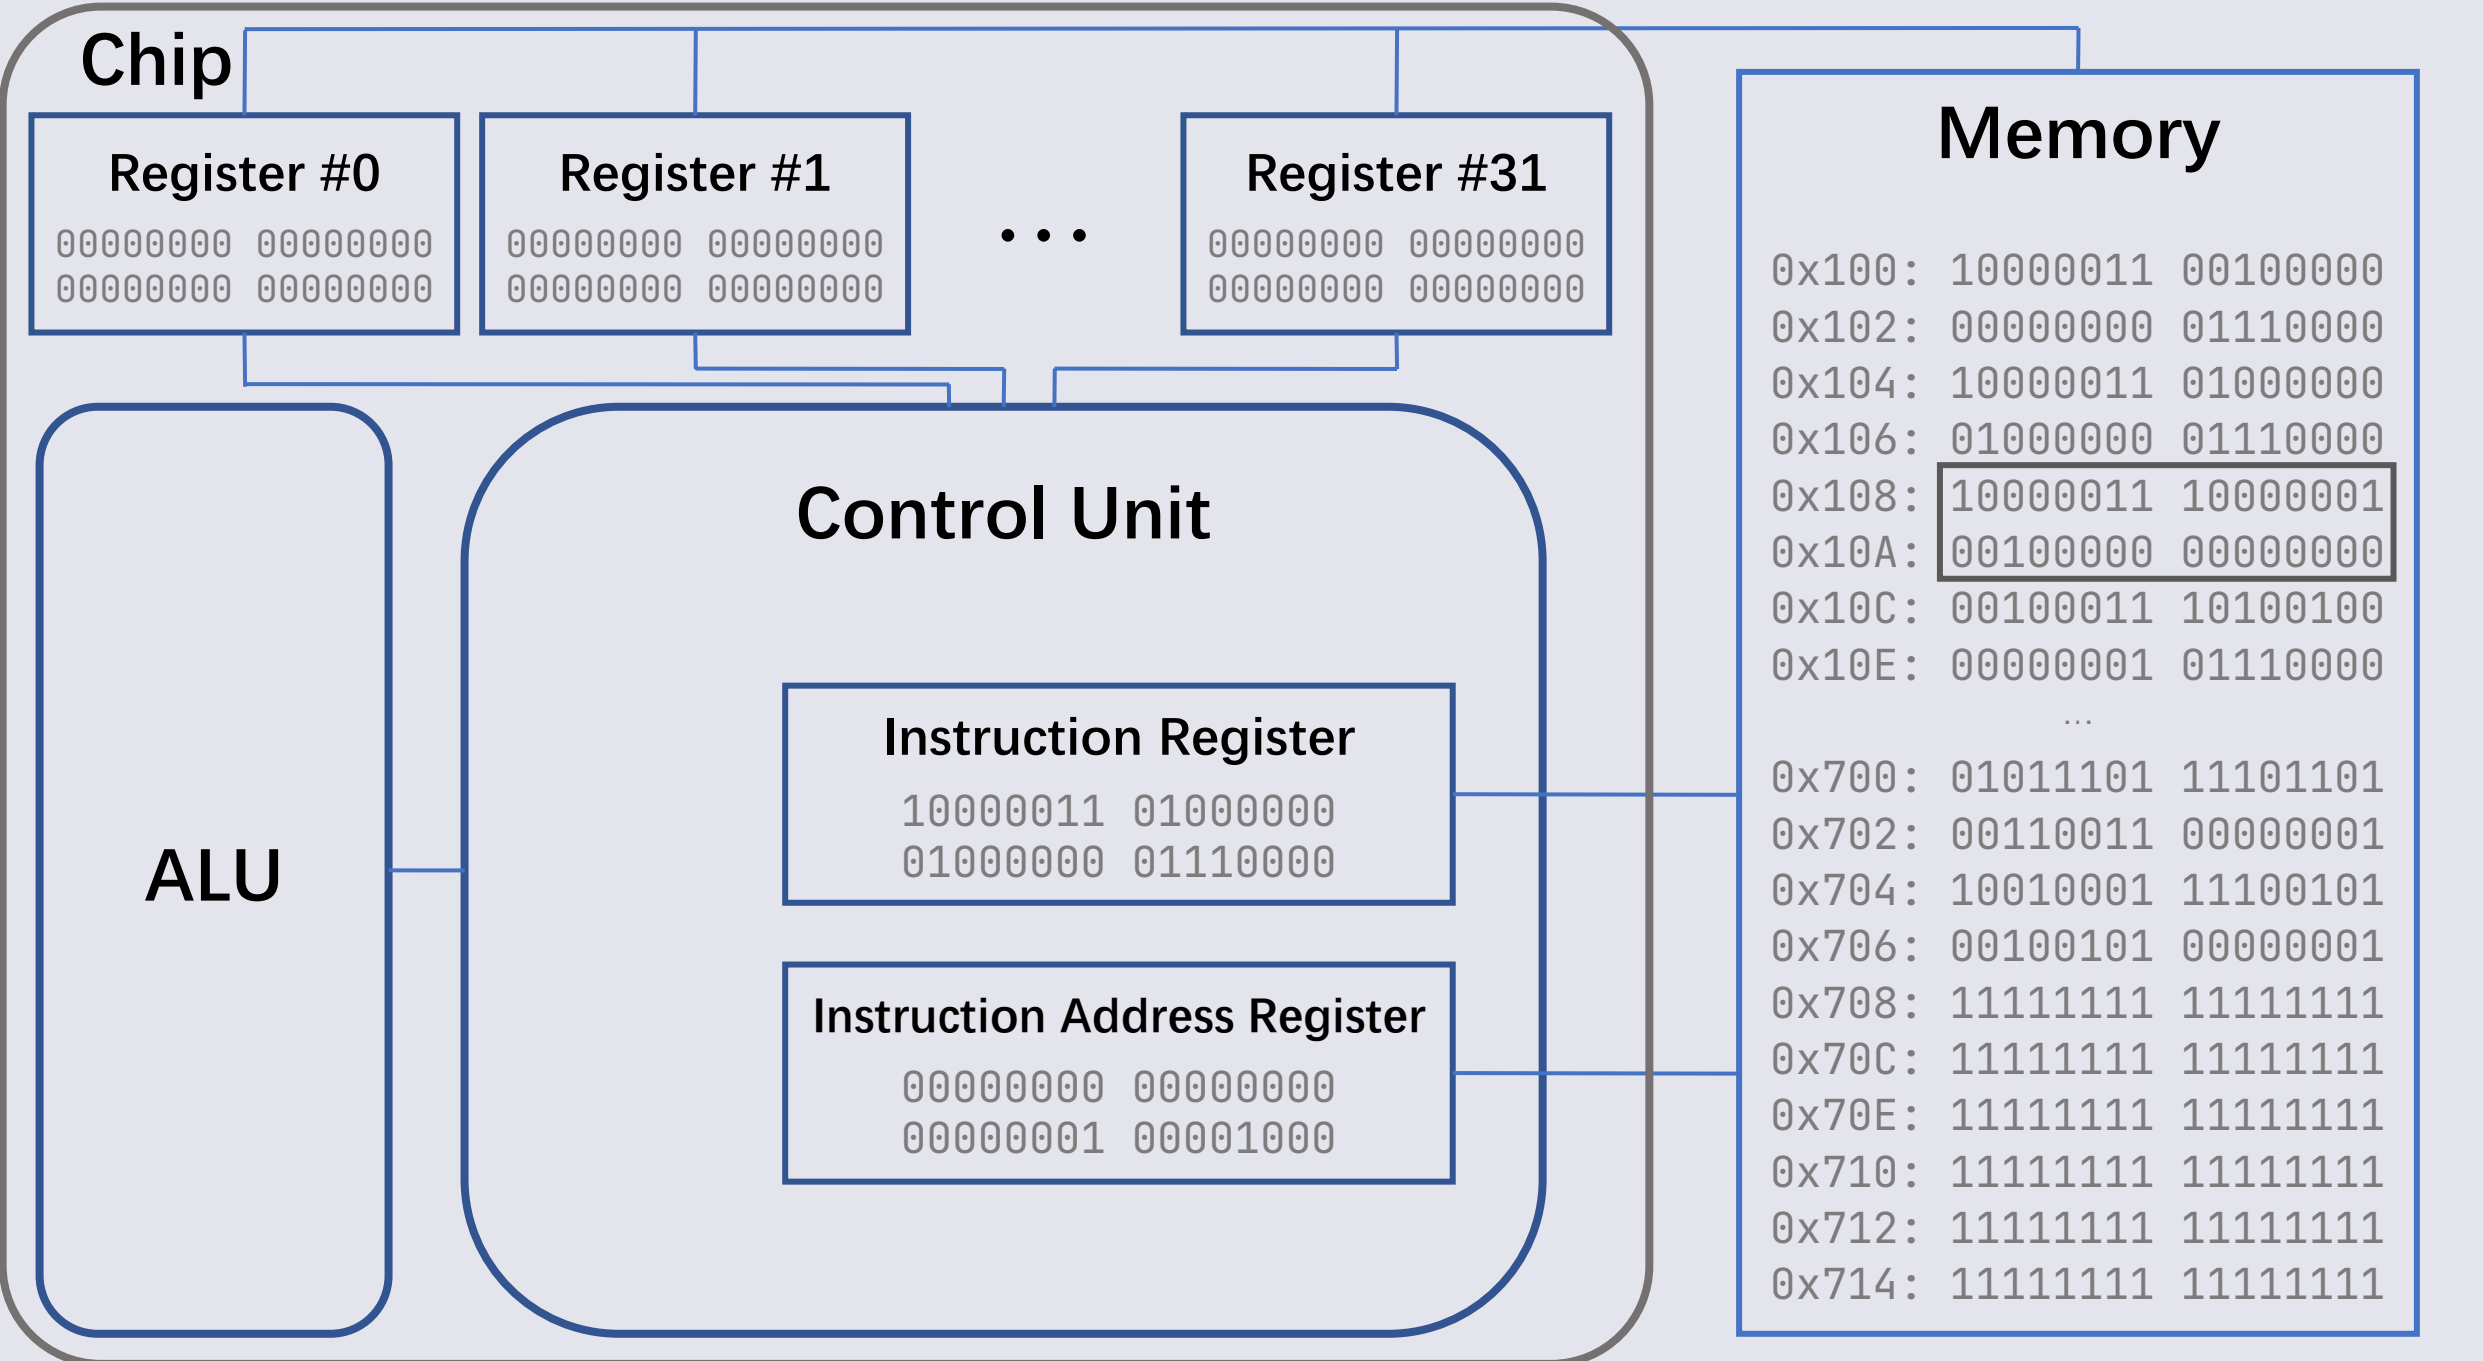 Chip
Register #0
00000000 00000000
00000000 00000000
Register #1
00000000 00000000
00000000 00000000
...
Register #31
00000000 00000000
00000000 00000000
ALU
Control Unit
Instruction Register
10000011 01000000
01000000 01110000
Instruction Address Register
00000000 00000000
00000001 00001000
Memory
0x100: 10000011 00100000
0x102: 00000000 01110000
0x104: 10000011 01000000
0x106: 01000000 01110000
0x108: 10000011 10000001
0x10A: 00100000 00000000
0x10C: 00100011 10100100
0x10E: 00000001 01110000
...
0x700: 01011101 11101101
0x702: 00110011 00000001
0x704: 10010001 11100101
0x706: 00100101 00000001
0x708: 11111111 11111111
0x70C: 11111111 11111111
0x70E: 11111111 11111111
0x710: 11111111 11111111
0x712: 11111111 11111111
0x714: 11111111 11111111